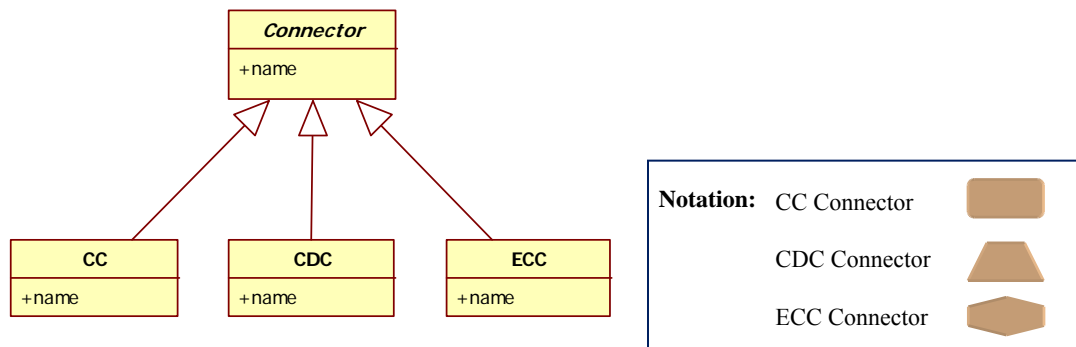 Connector
+name
CC
+name
CDC
+name
ECC
+name
Notation: CC Connector
CDC Connector
ECC Connector